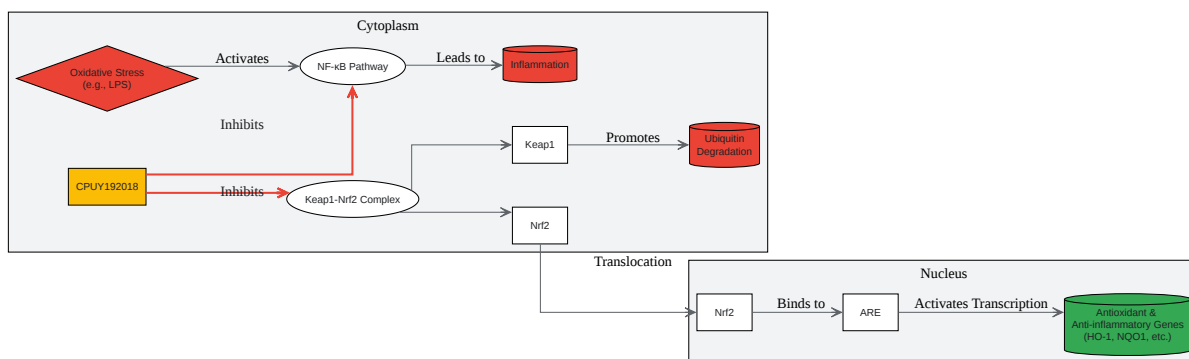 Cytoplasm
Oxidative Stress
(e.g., LPS)
Activates
NF-κB Pathway
Leads to
Inflammation
Inhibits
Keap1
Promotes
Ubiquitin
Degradation
CPUY192018
Inhibits
Keap1-Nrf2 Complex
Nrf2
Translocation
Nucleus
Nrf2
Binds to
ARE
Activates Transcription
Antioxidant &
Anti-inflammatory Genes
(HO-1, NQO1, etc.)